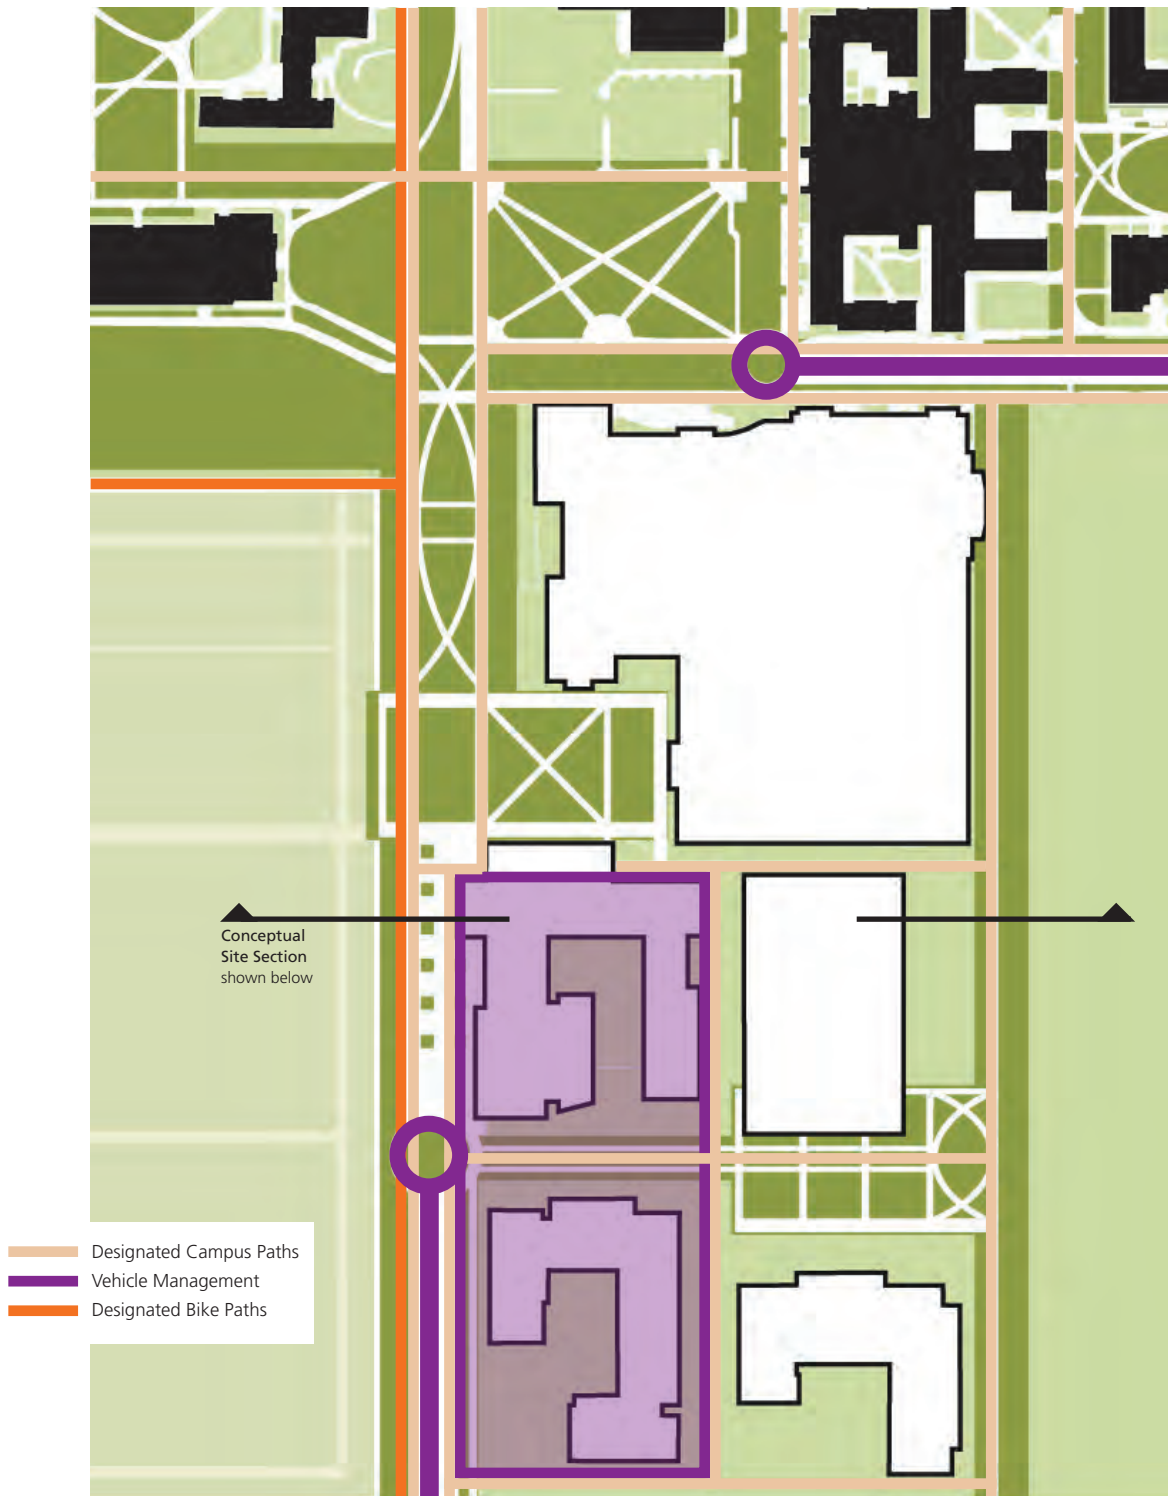 Conceptual
Site Section
shown below
Designated Campus Paths
Vehicle Management
Designated Bike Paths